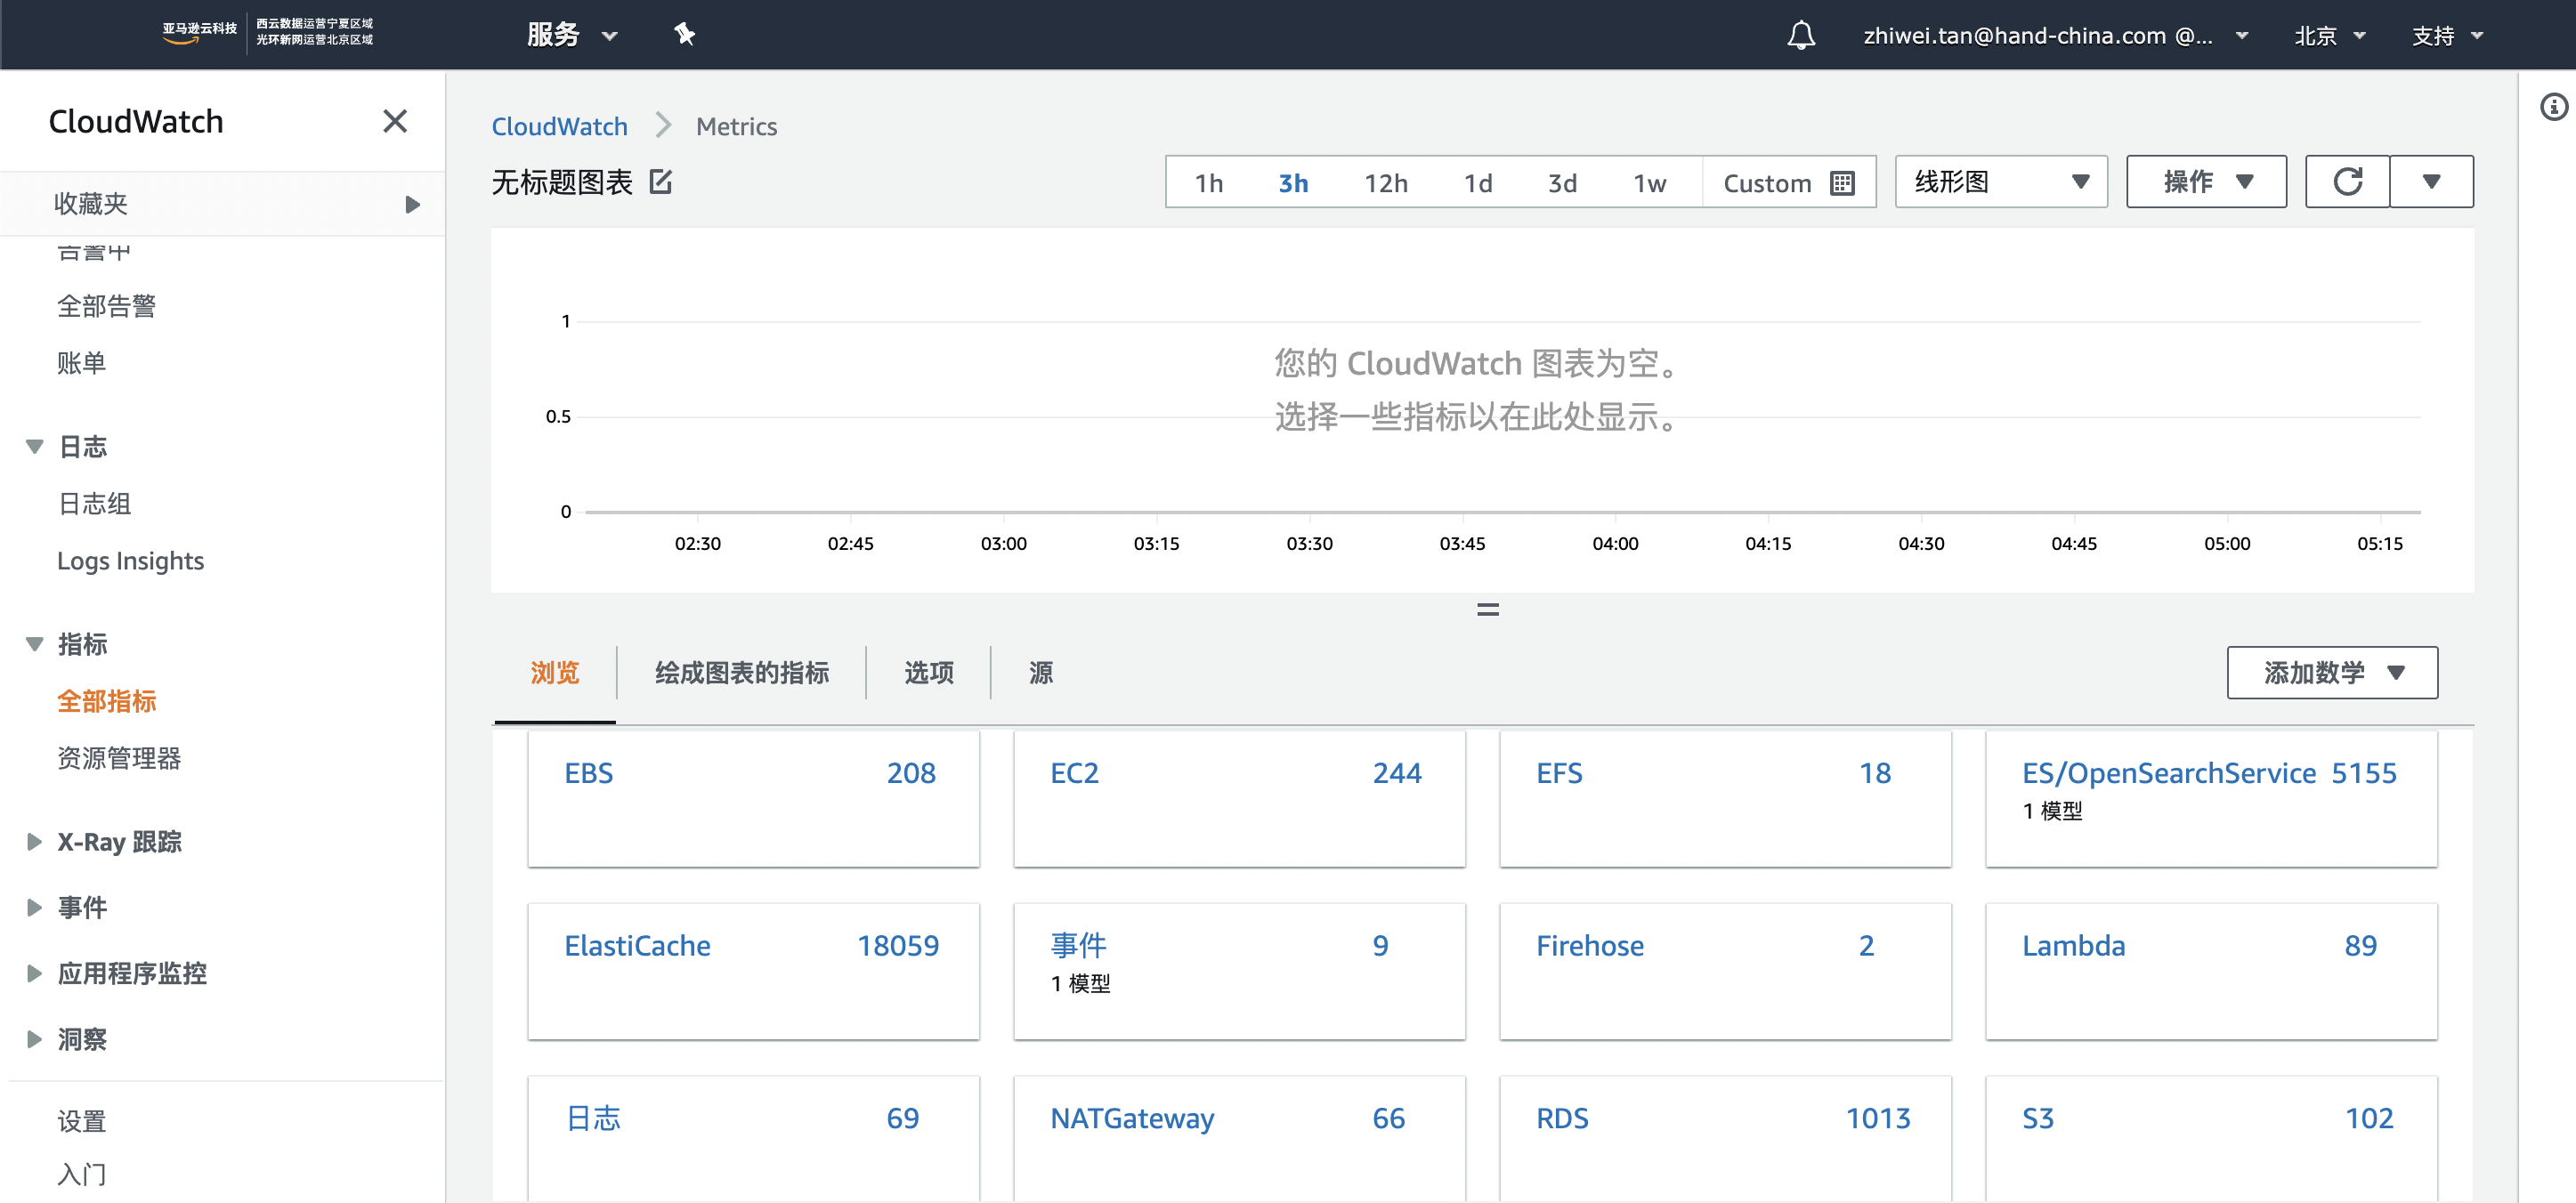 亚马逊云科技
西云数据运营宁夏区域
光环新网运营北京区域
服务
zhiwei.tan@hand-china.com @...
北京
支持
CloudWatch
收藏夹
告警中
全部告警
账单
日志
日志组
Logs Insights
指标
全部指标
资源管理器
X-Ray 跟踪
事件
应用程序监控
洞察
设置
入门
CloudWatch
Metrics
无标题图表
1h 3h 12h 1d 3d 1w Custom
线形图
操作
1
0.5
0
您的 CloudWatch 图表为空。
选择一些指标以在此处显示。
02:30 02:45 03:00 03:15 03:30 03:45 04:00 04:15 04:30 04:45 05:00 05:15
浏览 绘成图表的指标 选项 源
添加数学
EBS 208
EC2 244
EFS 18
ES/OpenSearchService 5155
1 模型
ElastiCache 18059
事件 9
1 模型
Firehose 2
Lambda 89
日志 69
NATGateway 66
RDS 1013
S3 102